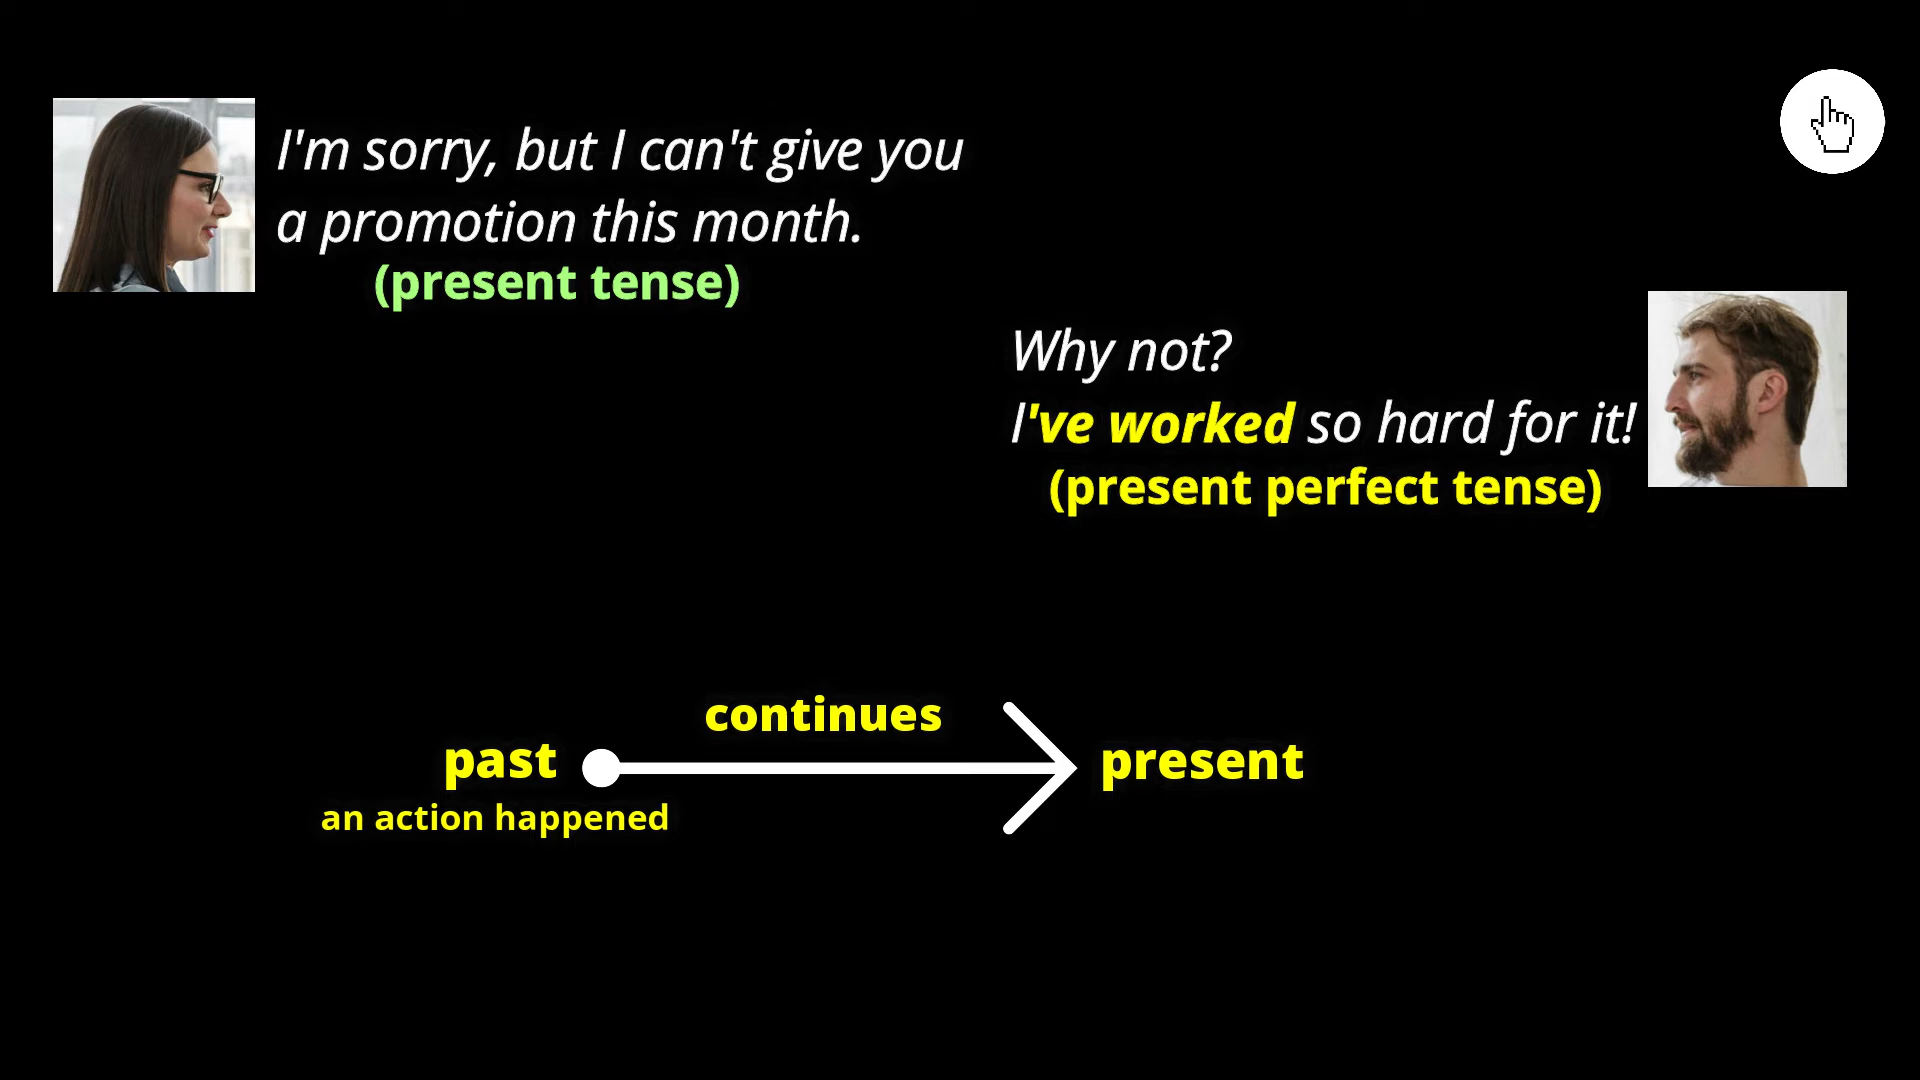 I'm sorry, but I can't give you
a promotion this month.
(present tense)
Why not?
I've worked so hard for it!
(present perfect tense)
continues
past
present
an action happened